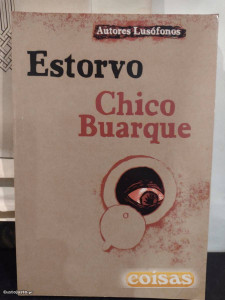 Autores Lusófonos
Estorvo
Chico
Buarque
coisas